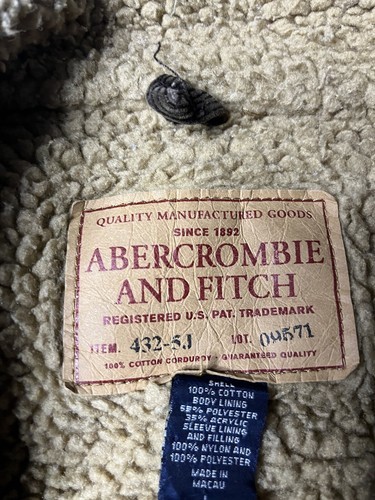 QUALITY MANUFACTURED GOODS
SINCE 1892
ABERCROMBIE
AND FITCH
REGISTERED U.S. PAT. TRADEMARK
ITEM. 432-5J LOT. 09571
100% COTTON CORDUROY - GUARANTEED QUALITY
SHELL
100% COTTON
BODY LINING
65% POLYESTER
35% ACRYLIC
SLEEVE LINING
AND FILLING
100% NYLON AND
100% POLYESTER
MADE IN
MACAU